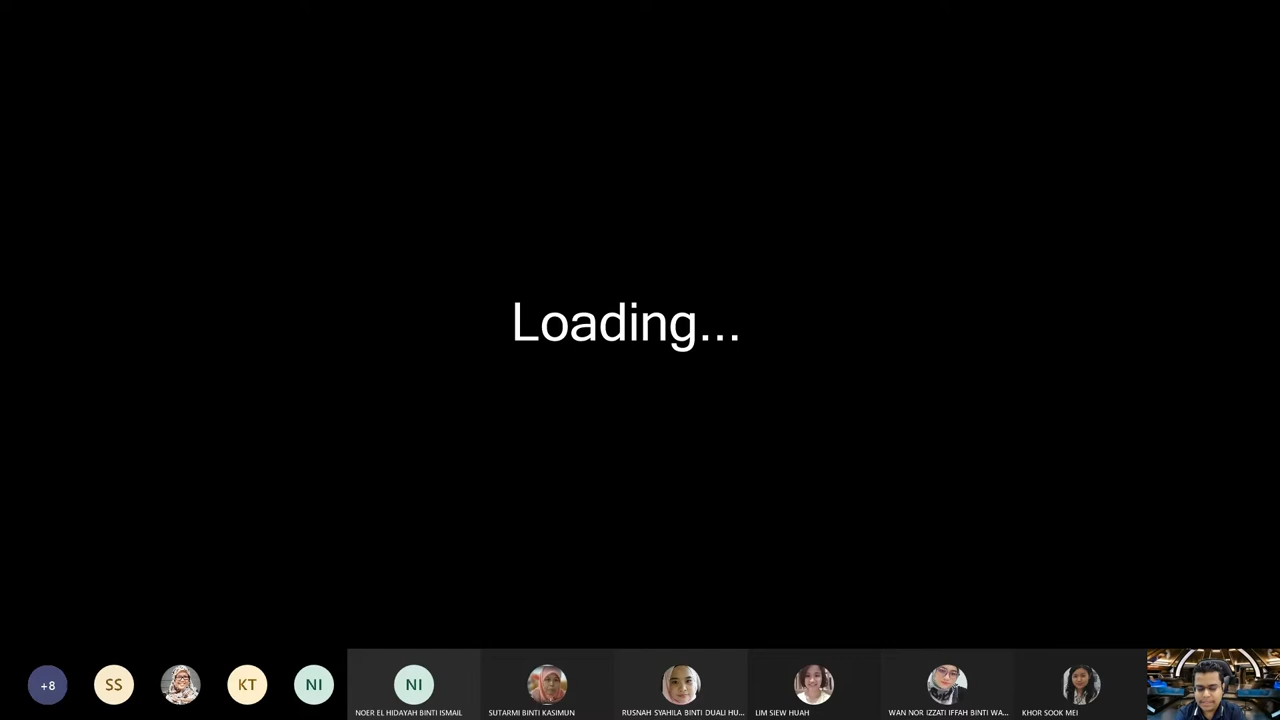 Loading...
+8
SS
KT
NI
NI
NOER EL HIDAYAH BINTI ISMAIL
SUTARMI BINTI KASIMUN
RUSNAH SYAHILA BINTI DUALI HU...
LIM SIEW HUAH
WAN NOR IZZATI IFFAH BINTI WA...
KHOR SOOK MEI